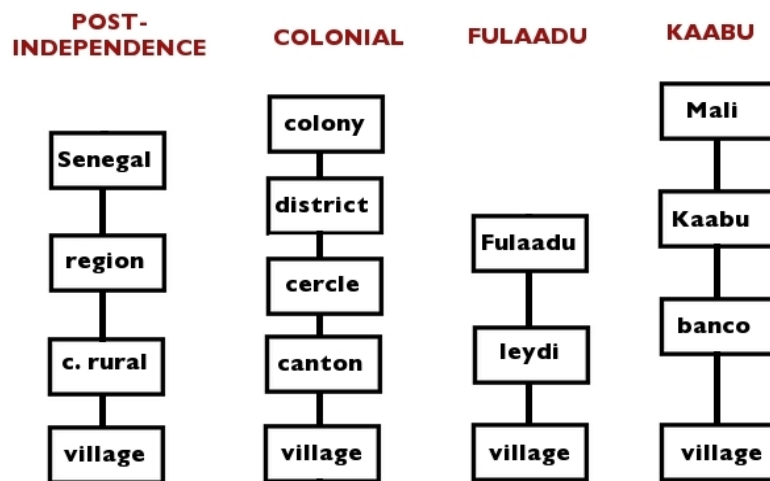 POST-
INDEPENDENCE
Senegal
region
c. rural
village
COLONIAL
colony
district
cercle
canton
village
FULAADU
Fulaadu
leydi
village
KAABU
Mali
Kaabu
banco
village